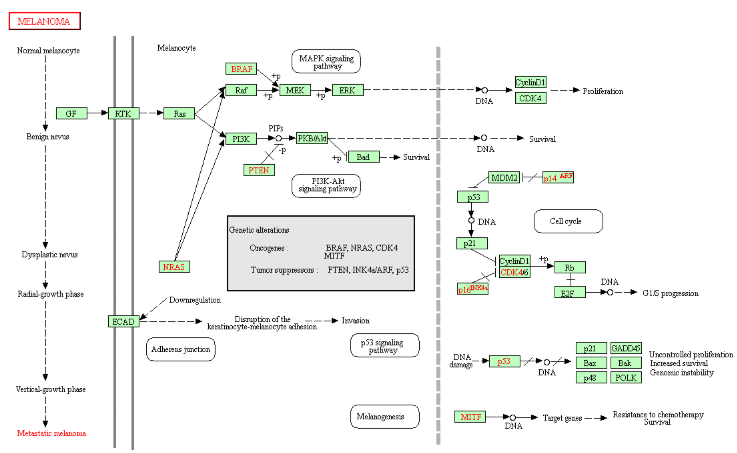 MELANOMA
Normal melanocyte
Benign nevus
Dysplastic nevus
Radial-growth phase
Vertical-growth phase
Metastatic melanoma
Melanocyte
MAPK signaling
pathway
BRAF
+p
Raf
+p
MEK
+p
ERK
DNA
CyclinD1
CDK4
Proliferation
GF
RTK
Ras
PI3K
PIP3
-p
PKB/Akt
DNA
Survival
+p
Bad
Survival
PTEN
PI3K-Akt
signaling pathway
MDM2
p14 ARF
p53
DNA
Cell cycle
p21
CyclinD1
CDK4/6
+p
Rb
p16 INK4a
E2F
DNA
G1/S progression
Genetic alterations
Oncogenes : BRAF, NRAS, CDK4
MITF
Tumor suppressors : PTEN, INK4a/ARF, p53
NRAS
Downregulation
ECAD
Disruption of the
keratinocyte-melanocyte adhesion
Invasion
Adherens junction
p53 signaling
pathway
DNA
damage
p53
DNA
p21
GADD45
Bax
Bak
p48
POLK
Uncontrolled proliferation
Increased survival
Genomic instability
Melanogenesis
MITF
DNA
Target genes
Resistance to chemotherapy
Survival